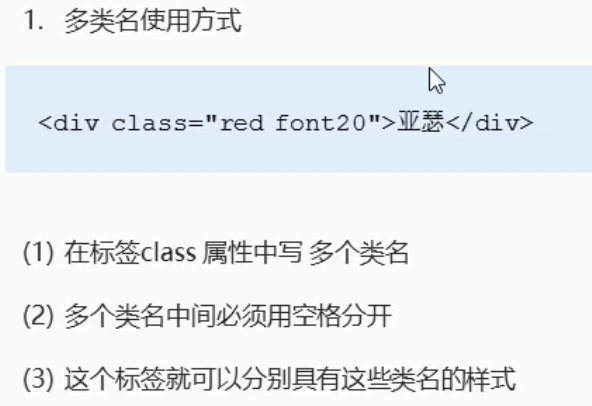 1. 多类名使用方式
<div class="red font20">亚瑟</div>
(1) 在标签class 属性中写 多个类名
(2) 多个类名中间必须用空格分开
(3) 这个标签就可以分别具有这些类名的样式